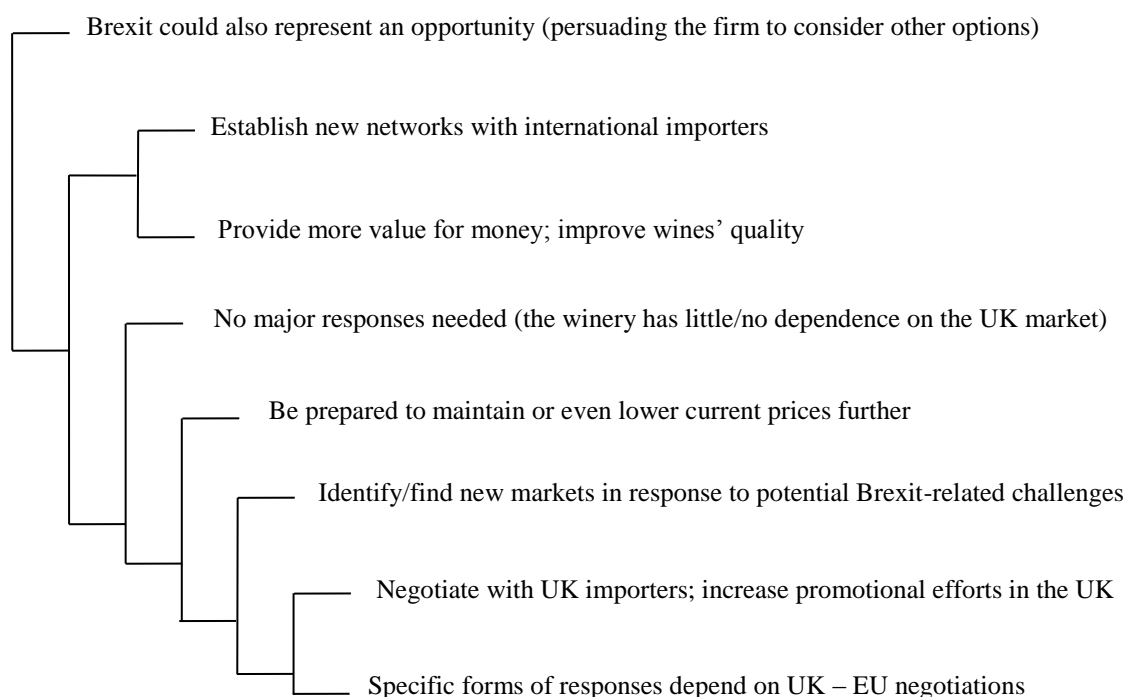 Brexit could also represent an opportunity (persuading the firm to consider other options)
Establish new networks with international importers
Provide more value for money; improve wines’ quality
No major responses needed (the winery has little/no dependence on the UK market)
Be prepared to maintain or even lower current prices further
Identify/find new markets in response to potential Brexit-related challenges
Negotiate with UK importers; increase promotional efforts in the UK
Specific forms of responses depend on UK – EU negotiations